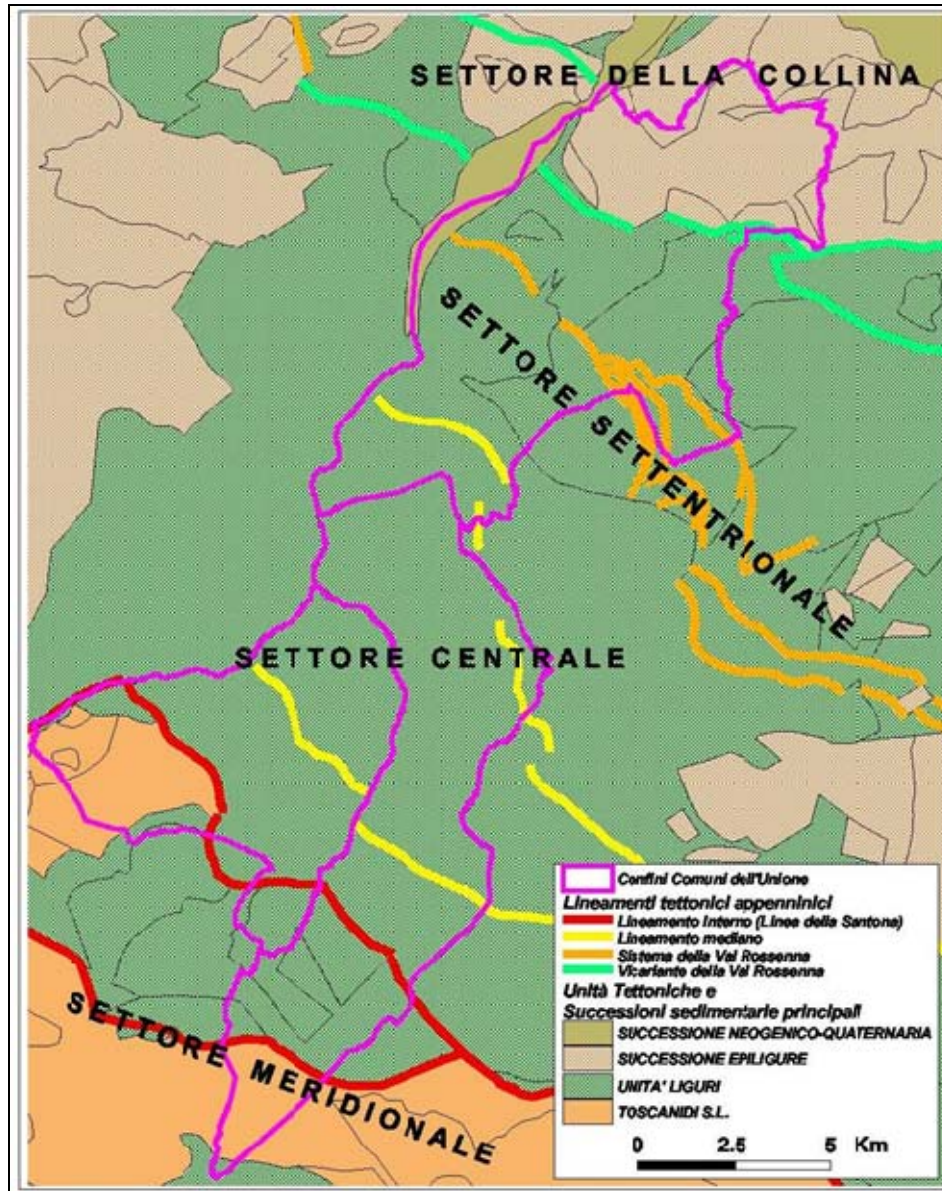 SETTORE DELLA COLLINA
SETTORE SETTENTRIONALE
SETTORE CENTRALE
SETTORE MERIDIONALE
Confini Comuni dell'Unione
Lineamenti tettonici appenninici
Lineamento interno (Linea della Santona)
Lineamento mediano
Sistema della Val Rossenna
Vicariante della Val Rossenna
Unità Tettoniche e
Successioni sedimentarie principali
SUCCESSIONE NEOGENICO-QUATERNARIA
SUCCESSIONE EPILIGURE
UNITA' LIGURI
TOSCANIDI S.L.
0 2.5 5 Km